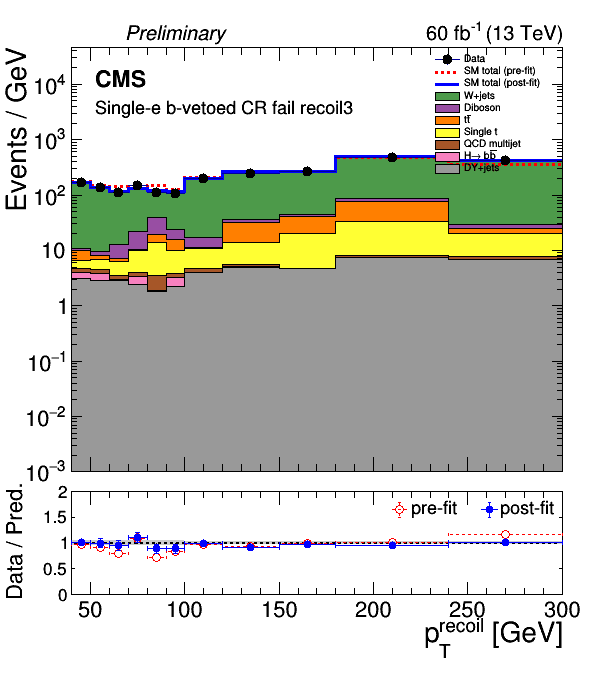 Preliminary 60 fb⁻¹ (13 TeV)
Events / GeV
10⁴
10³
10²
10
1
10⁻¹
10⁻²
10⁻³
CMS
Single-e b-vetoed CR fail recoil3
Data
SM total (pre-fit)
SM total (post-fit)
W+jets
Diboson
tt̅
Single t
QCD multijet
H→ bb̅
DY+jets
Data / Pred.
2
1.5
1
0.5
0
pre-fit post-fit
50 100 150 200 250 300
p_T^recoil [GeV]